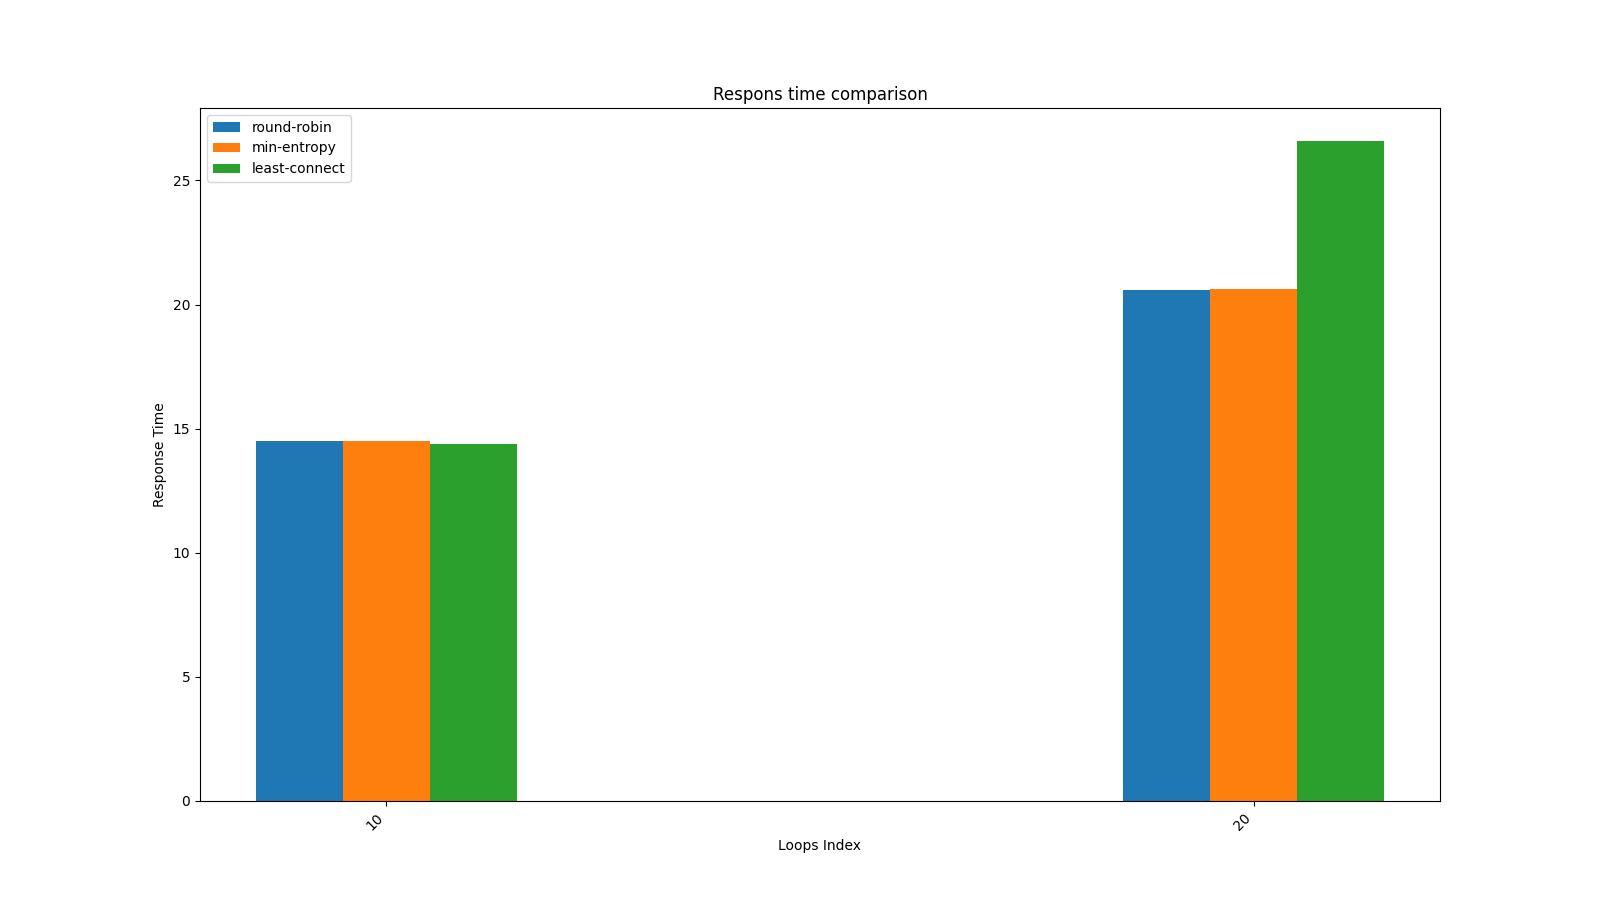 Respons time comparison
round-robin
min-entropy
least-connect
25
20
15
10
5
0
Response Time
10
20
Loops Index